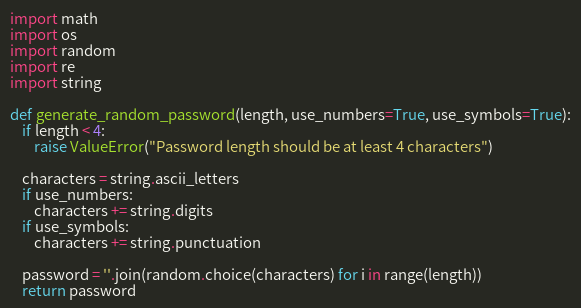 import math
import os
import random
import re
import string

def generate_random_password(length, use_numbers=True, use_symbols=True):
    if length < 4:
        raise ValueError("Password length should be at least 4 characters")

    characters = string.ascii_letters
    if use_numbers:
        characters += string.digits
    if use_symbols:
        characters += string.punctuation

    password = ''.join(random.choice(characters) for i in range(length))
    return password